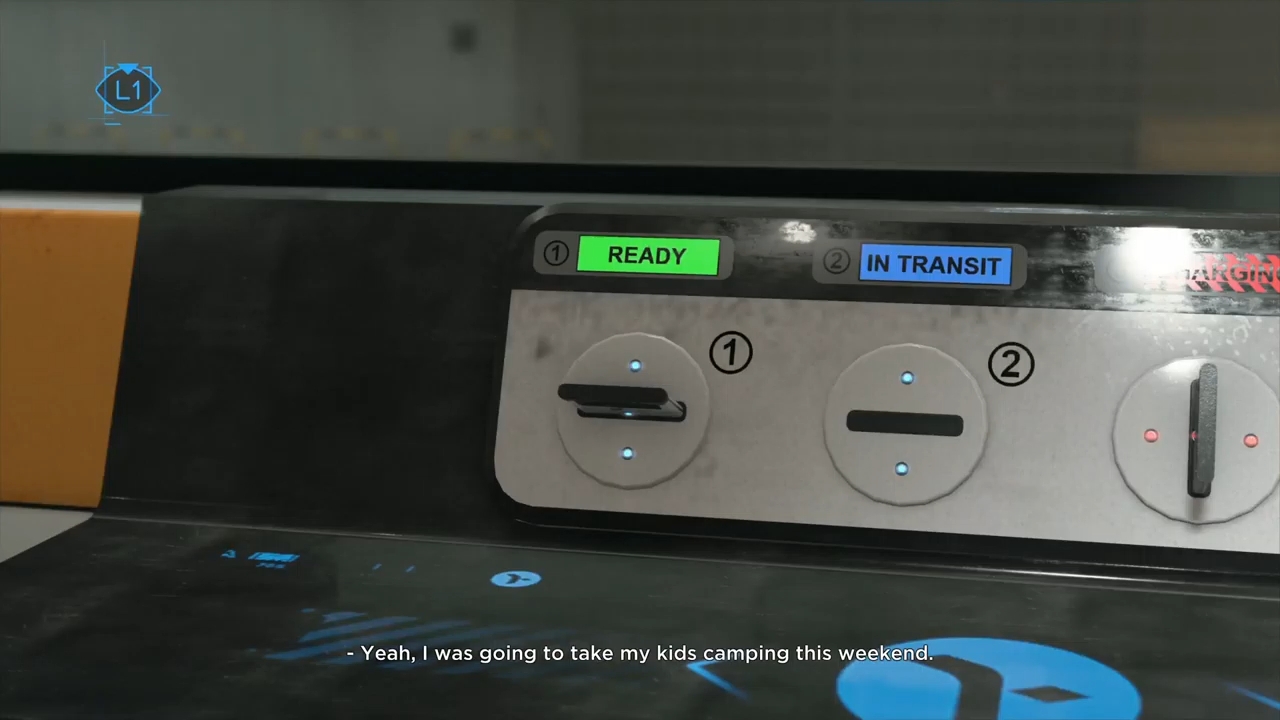 L1
① READY
② IN TRANSIT
①
②
- Yeah, I was going to take my kids camping this weekend.